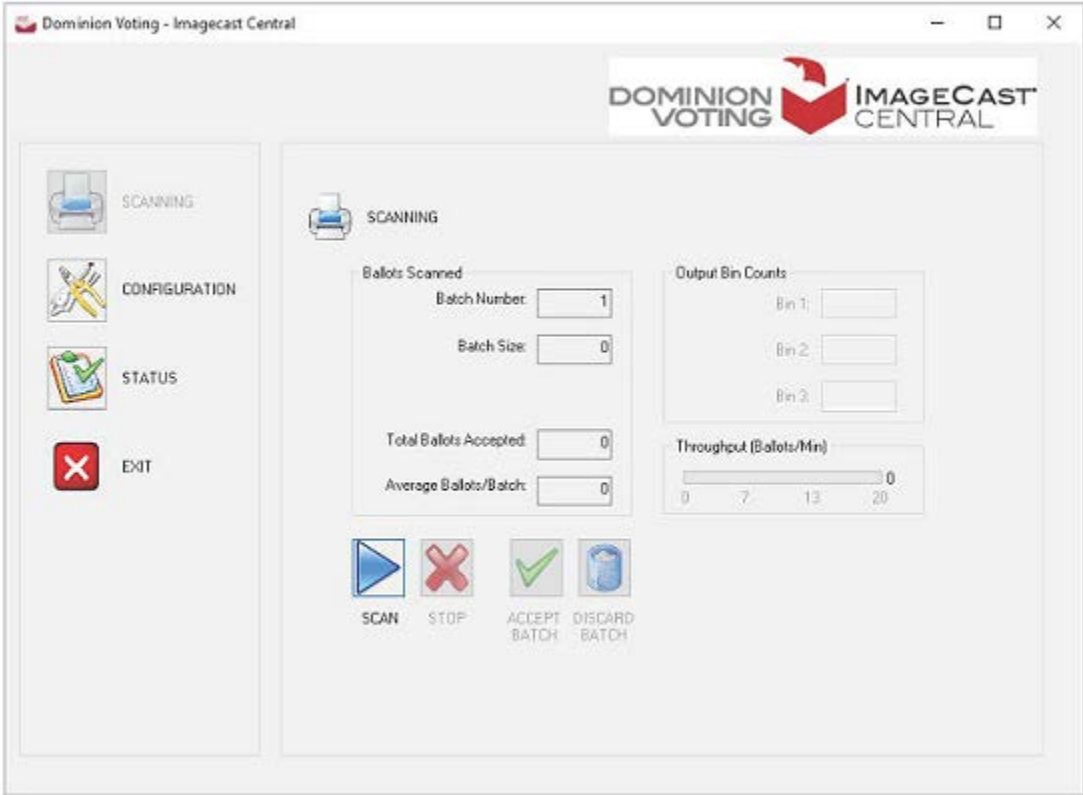 Dominion Voting - Imagecast Central
DOMINION VOTING IMAGECAST CENTRAL
SCANNING
CONFIGURATION
STATUS
EXIT
SCANNING
Ballots Scanned
Batch Number: 1
Batch Size: 0
Total Ballots Accepted: 0
Average Ballots/Batch: 0
Output Bin Counts
Bin 1:
Bin 2:
Bin 3:
Throughput (Ballots/Min)
0
0 7 13 20
SCAN STOP ACCEPT DISCARD
BATCH BATCH